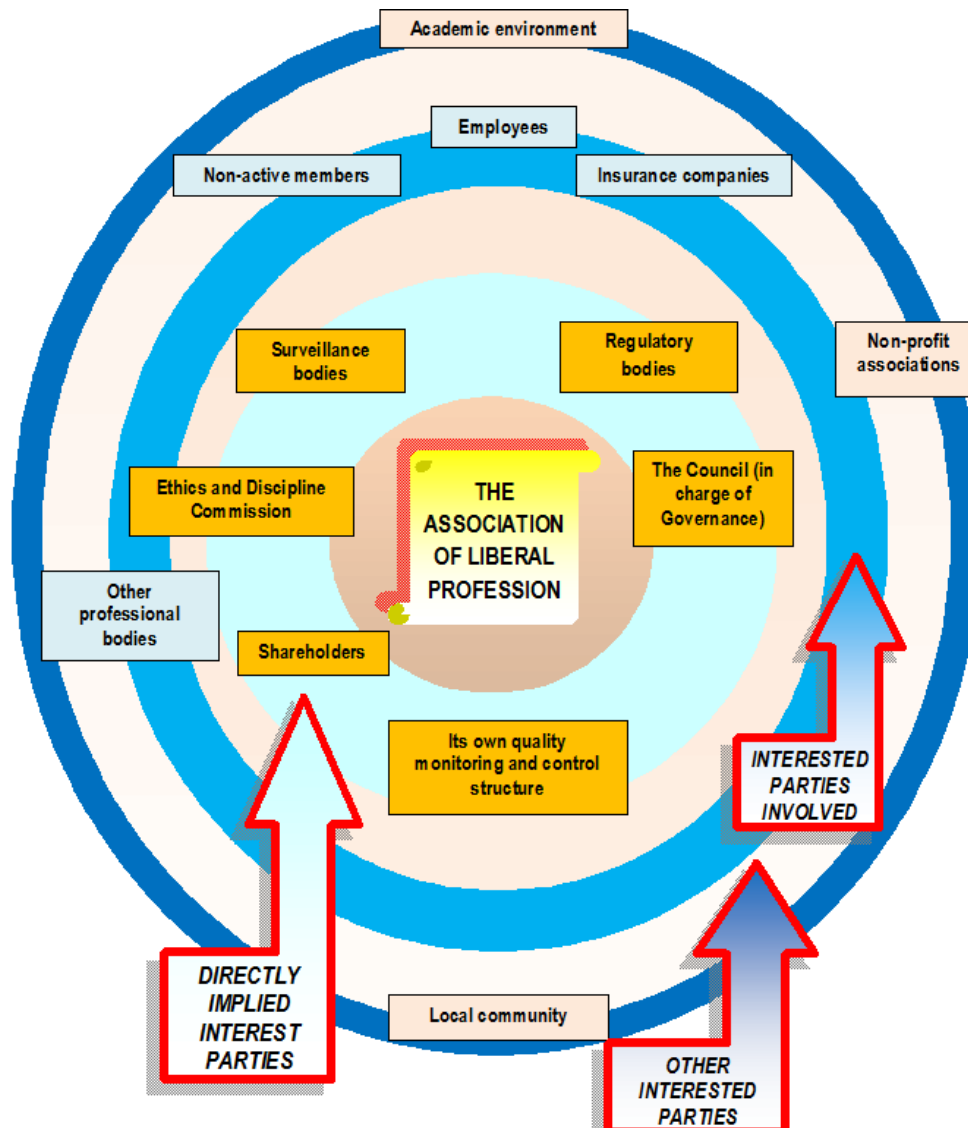 Academic environment
Employees
Non-active members
Insurance companies
Surveillance
bodies
Regulatory
bodies
Non-profit
associations
Ethics and Discipline
Commission
THE
ASSOCIATION
OF LIBERAL
PROFESSION
The Council (in
charge of
Governance)
Other
professional
bodies
Shareholders
Its own quality
monitoring and control
structure
INTERESTED
PARTIES
INVOLVED
DIRECTLY
IMPLIED
INTEREST
PARTIES
Local community
OTHER
INTERESTED
PARTIES